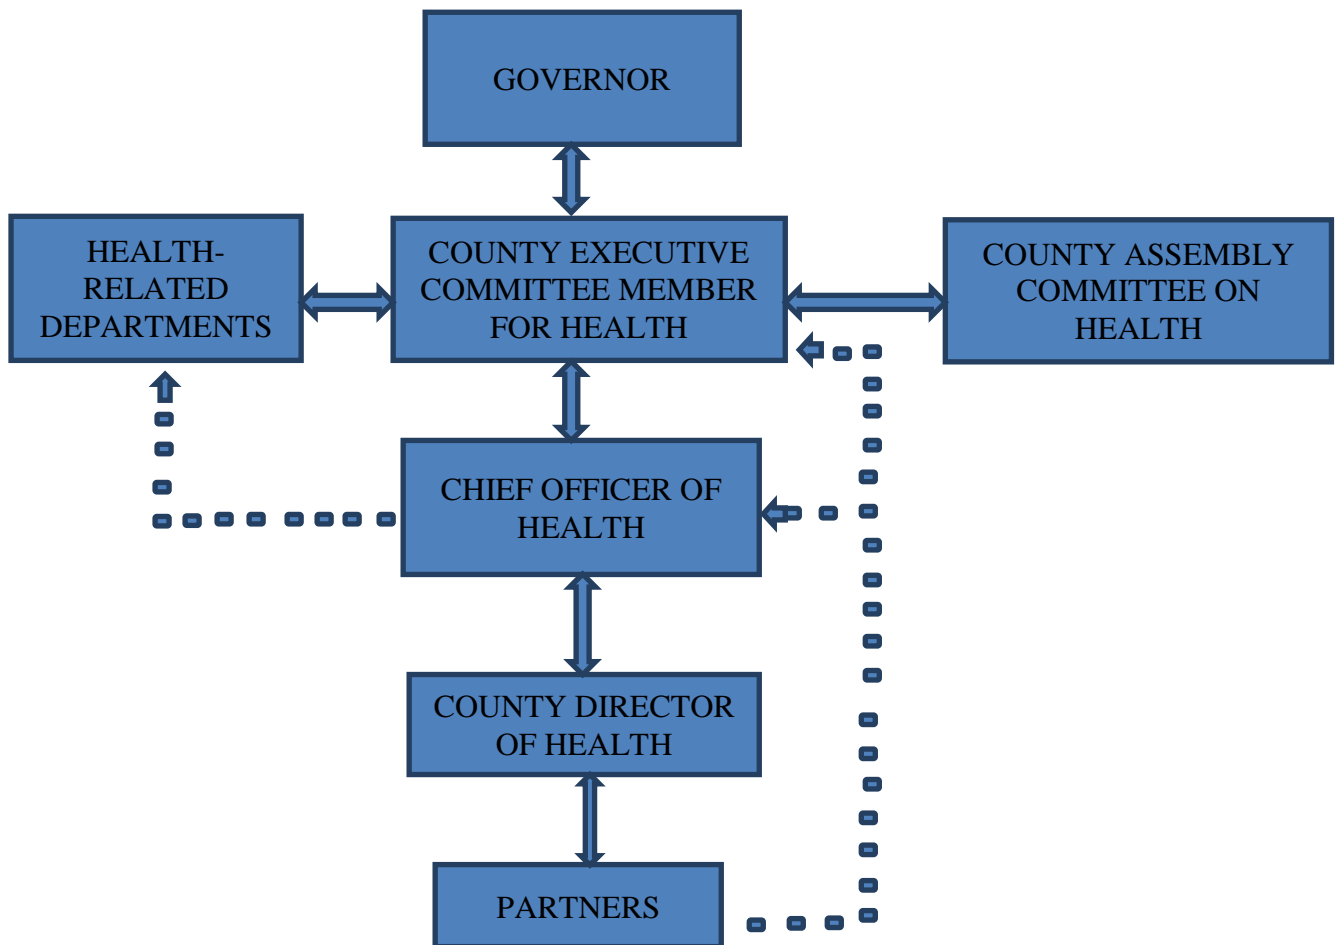 GOVERNOR
HEALTH-
RELATED
DEPARTMENTS
COUNTY EXECUTIVE
COMMITTEE MEMBER
FOR HEALTH
COUNTY ASSEMBLY
COMMITTEE ON
HEALTH
CHIEF OFFICER OF
HEALTH
COUNTY DIRECTOR
OF HEALTH
PARTNERS